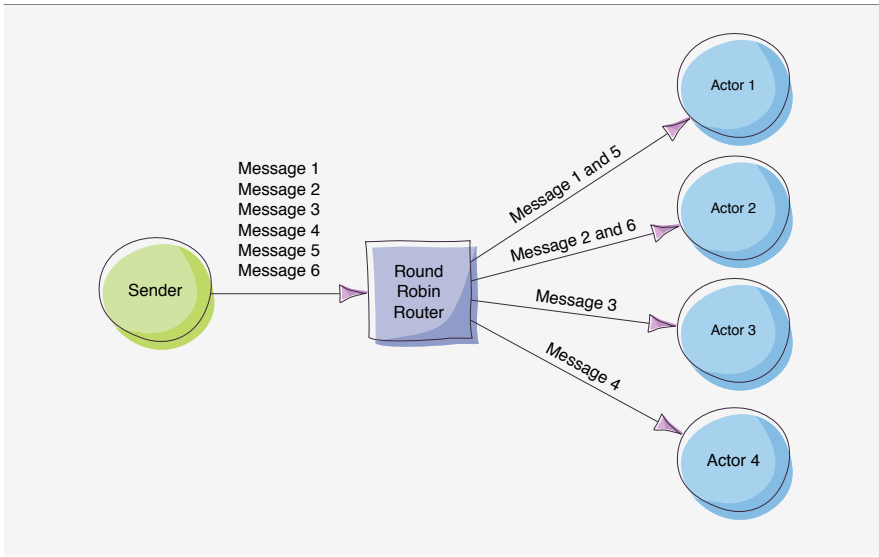 Message 1
Message 2
Message 3
Message 4
Message 5
Message 6
Sender
Round
Robin
Router
Message 1 and 5
Message 2 and 6
Message 3
Message 4
Actor 1
Actor 2
Actor 3
Actor 4